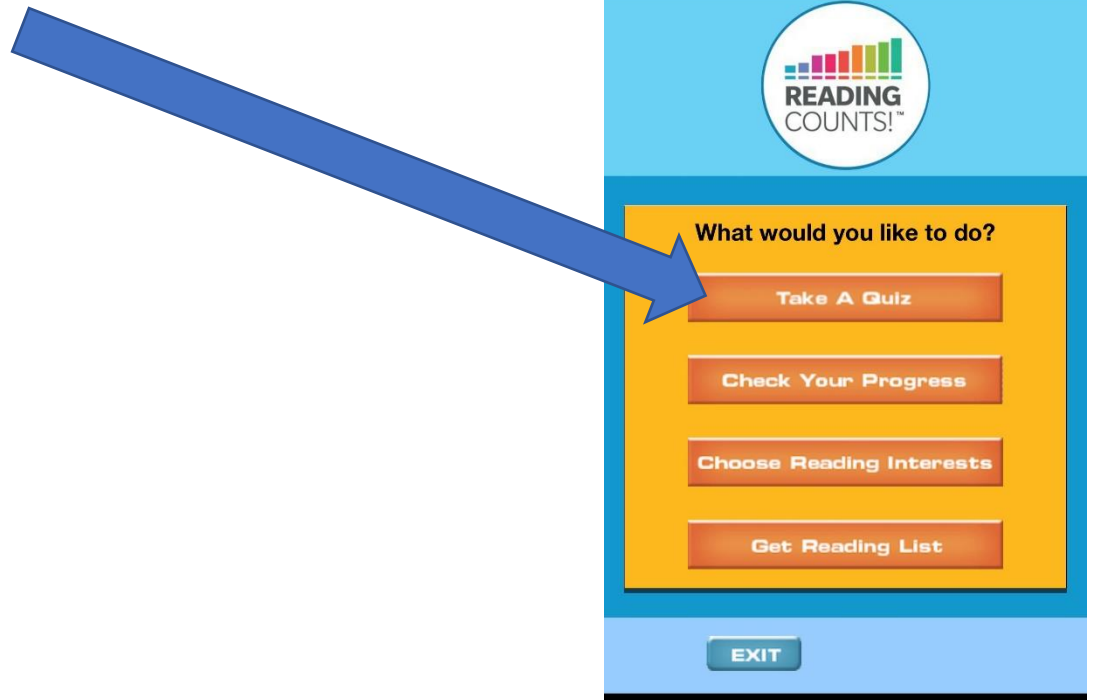 READING
COUNTS!™
What would you like to do?
Take A Quiz
Check Your Progress
Choose Reading Interests
Get Reading List
EXIT